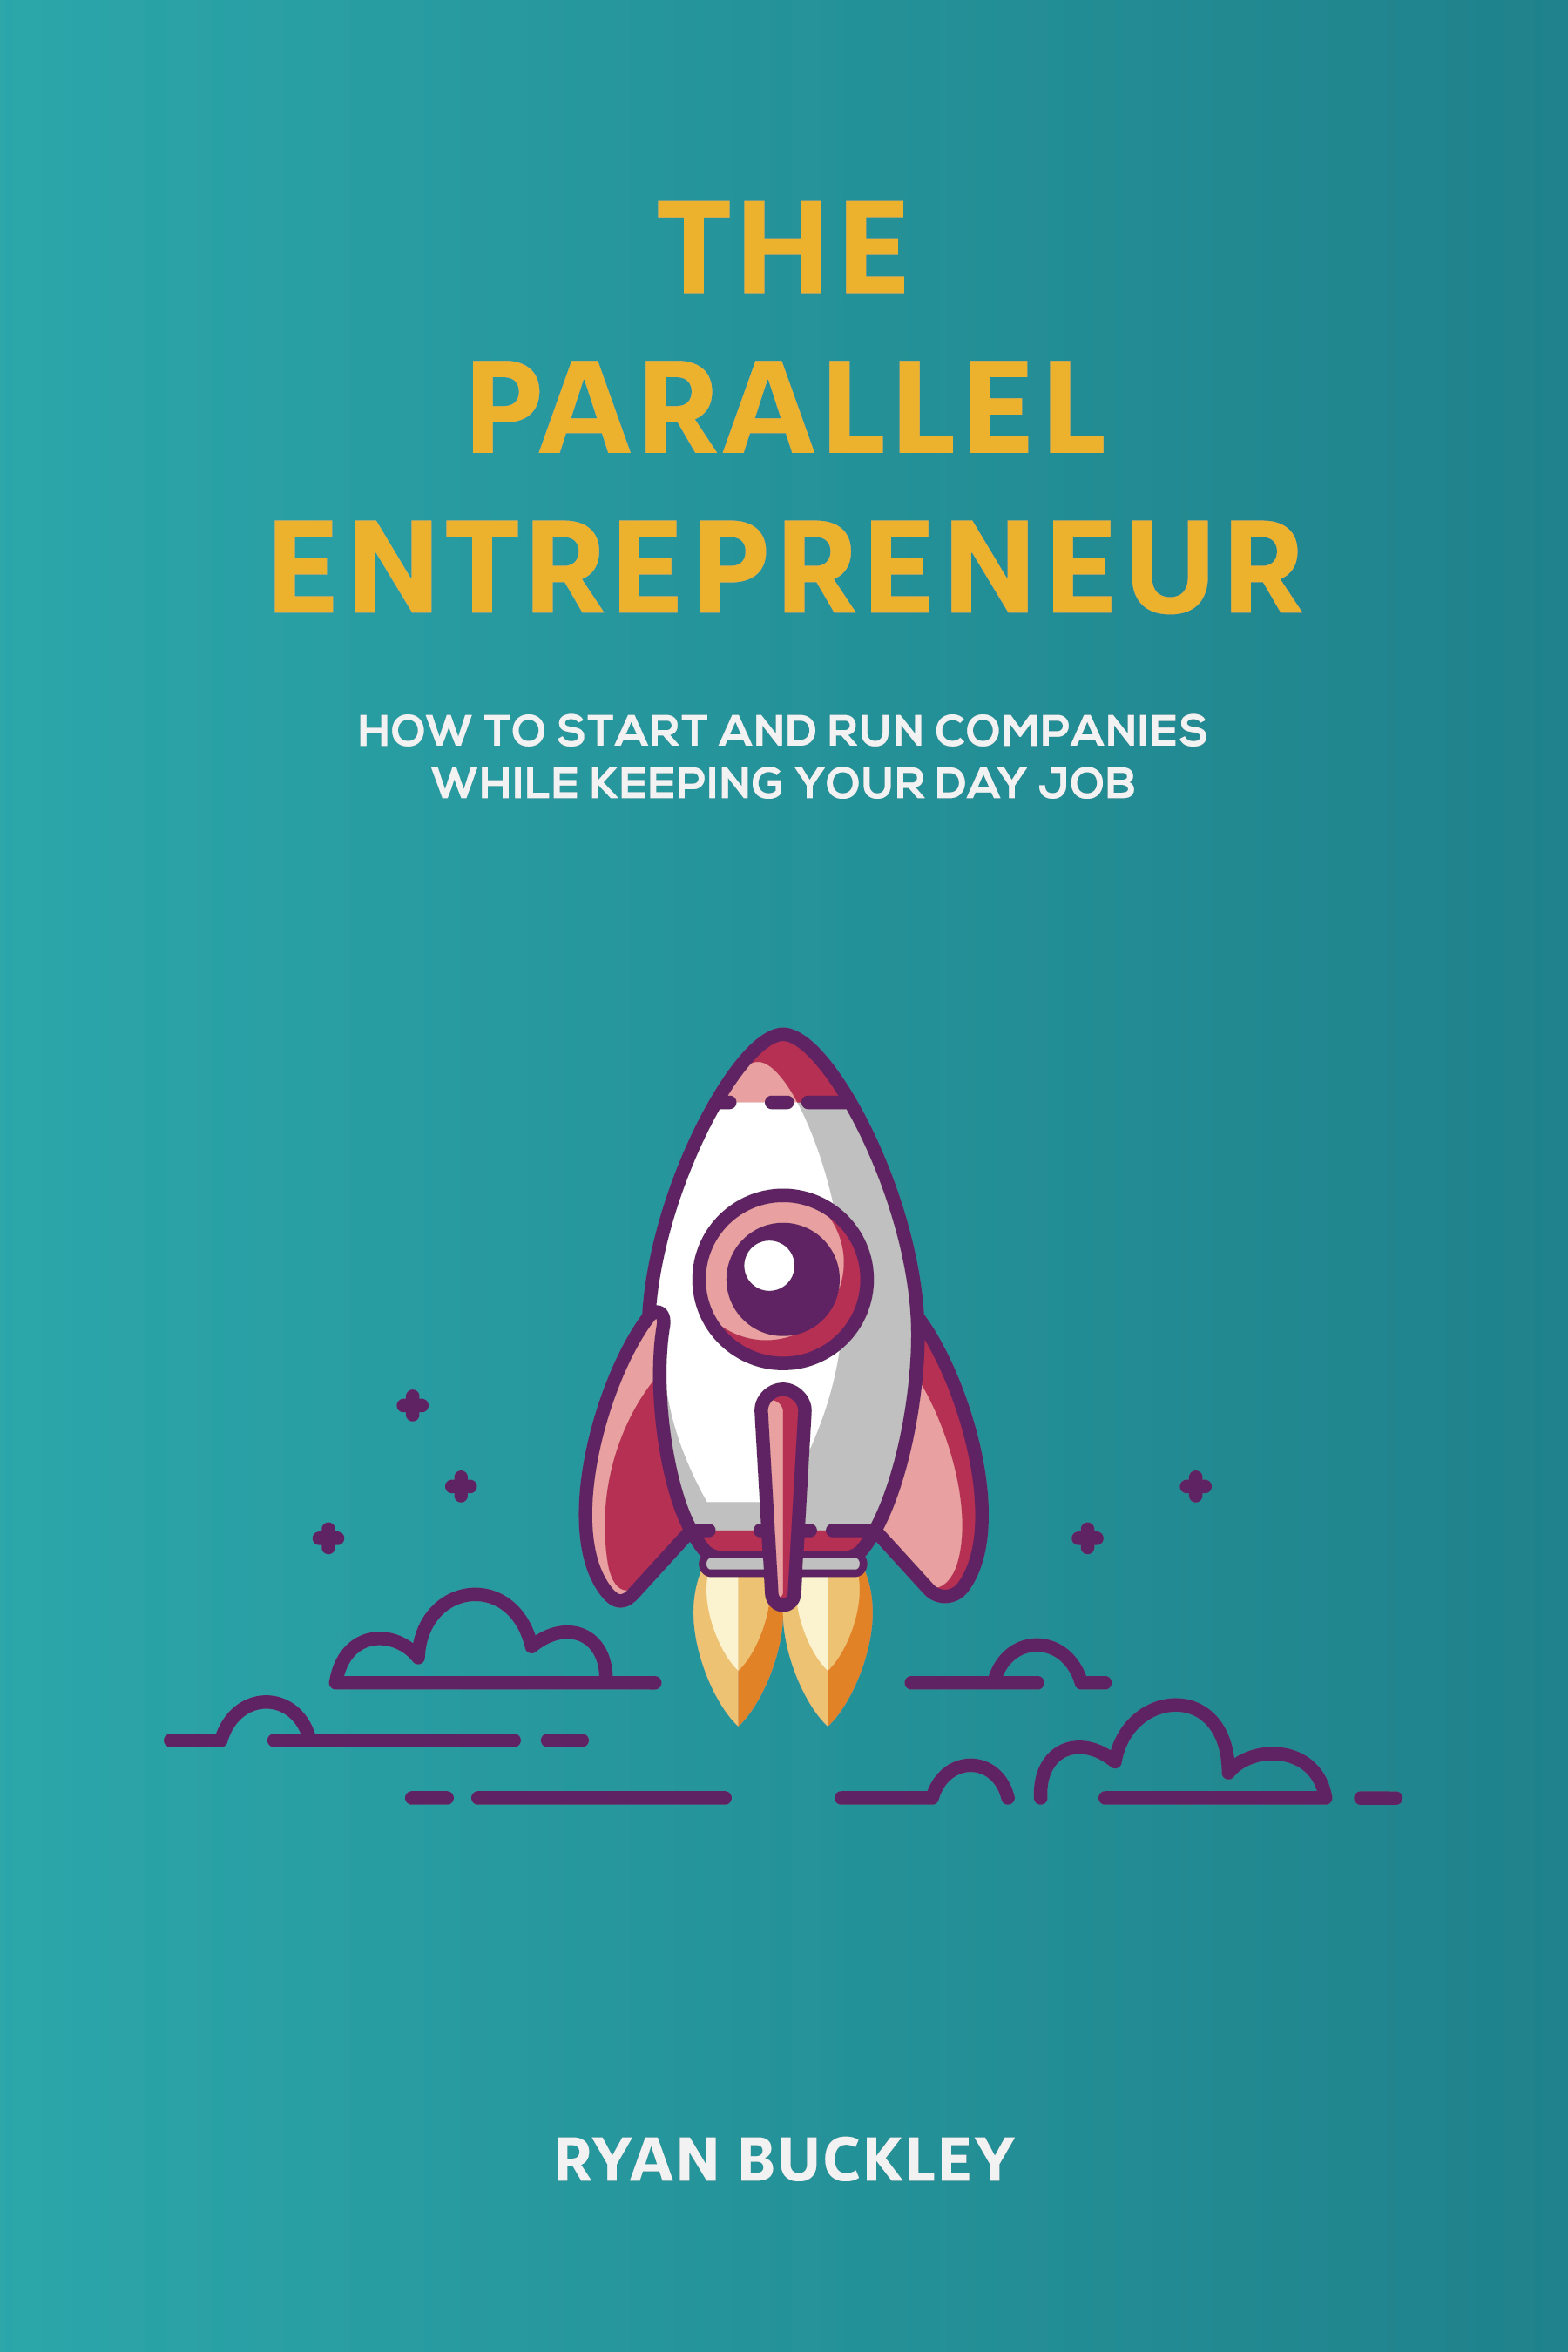 THE
PARALLEL
ENTREPRENEUR
HOW TO START AND RUN COMPANIES
WHILE KEEPING YOUR DAY JOB
RYAN BUCKLEY